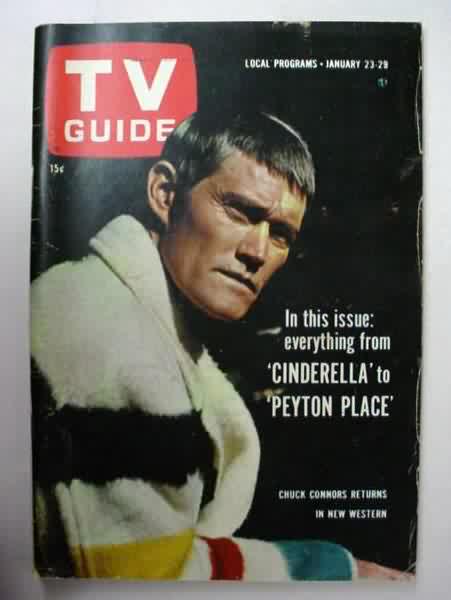 TV
GUIDE
15¢
LOCAL PROGRAMS • JANUARY 23-29
In this issue:
everything from
'CINDERELLA' to
'PEYTON PLACE'
CHUCK CONNORS RETURNS
IN NEW WESTERN